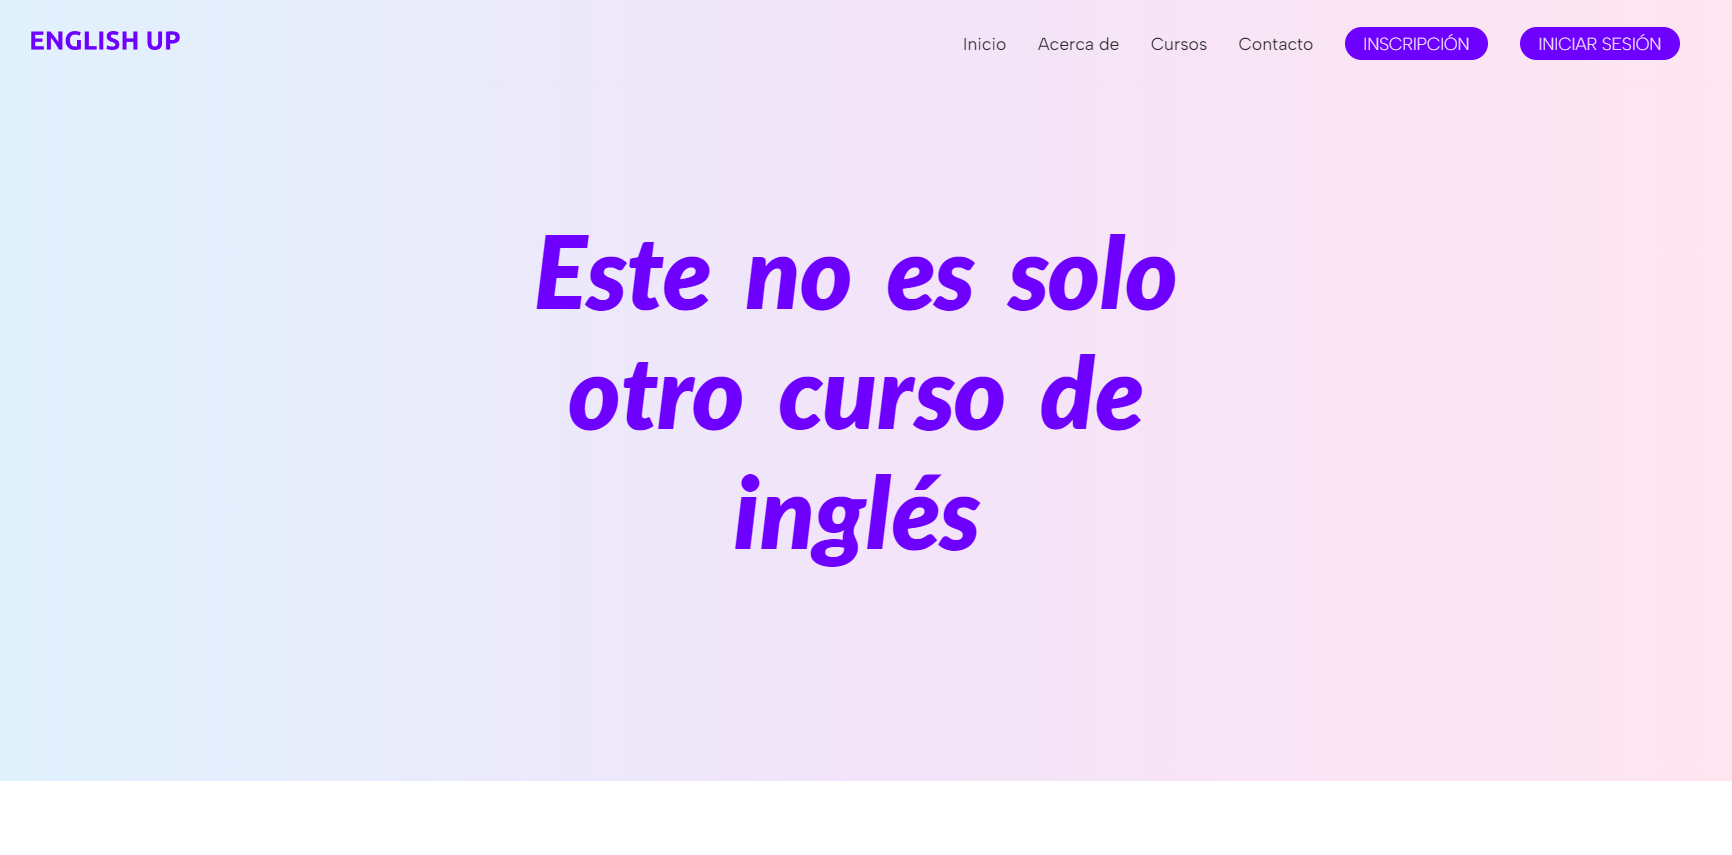 ENGLISH UP
Inicio Acerca de Cursos Contacto INSCRIPCIÓN INICIAR SESIÓN
Este no es solo
otro curso de
inglés